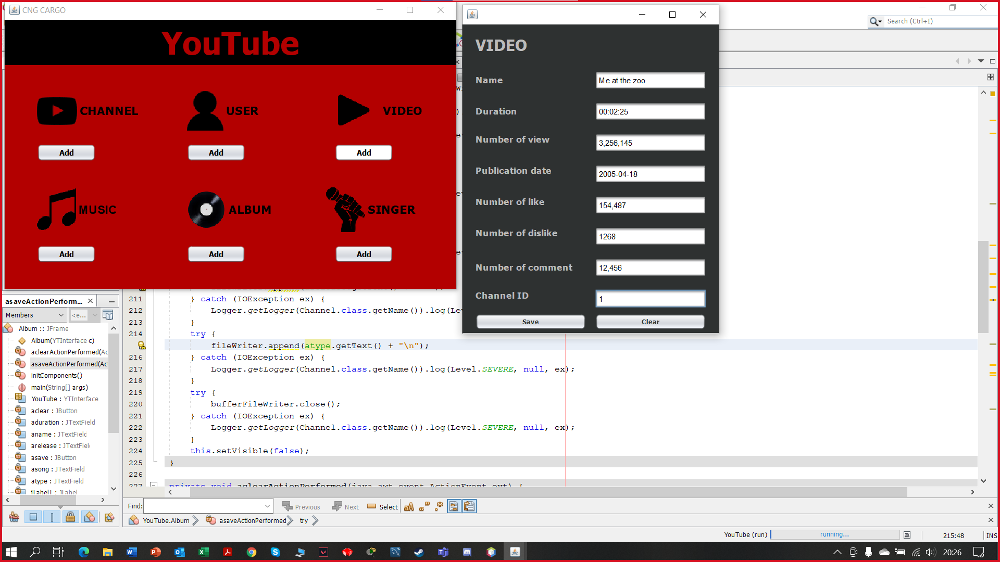 CNG CARGO
YouTube
CHANNEL
USER
VIDEO
Add
Add
Add
MUSIC
ALBUM
SINGER
Add
Add
Add
VIDEO
Name
Me at the zoo
Duration
00:02:25
Number of view
3,256,145
Publication date
2005-04-18
Number of like
154,487
Number of dislike
1268
Number of comment
12,456
Channel ID
1
Save
Clear
Search (Ctrl+I)
asaveActionPerform...
Members
<e...
Album :: JFrame
Album(YTInterface c)
aclearActionPerformed(Ac
asaveActionPerformed(Act
initComponents()
main(String[] args)
YouTube : YTInterface
aclear : JButton
aduration : JTextField
aname : JTextField
arelease : JTextField
asave : JButton
asong : JTextField
atype : JTextField
jLabel1 : JLabel
211 } catch (IOException ex) {
212 Logger.getLogger(Channel.class.getName()).log(Lev
213 }
214 try {
fileWriter.append(atype.getText() + "\n");
216 } catch (IOException ex) {
217 Logger.getLogger(Channel.class.getName()).log(Level.SEVERE, null, ex);
218 }
219 try {
220 bufferFileWriter.close();
221 } catch (IOException ex) {
222 Logger.getLogger(Channel.class.getName()).log(Level.SEVERE, null, ex);
223 }
224 this.setVisible(false);
225 }
226
227 private void aclearActionPerformed(java.awt.event.ActionEvent evt) {
Find:
Previous
Next
Select
YouTube.Album
asaveActionPerformed
try
YouTube (run)
running...
215:48
INS
20:26